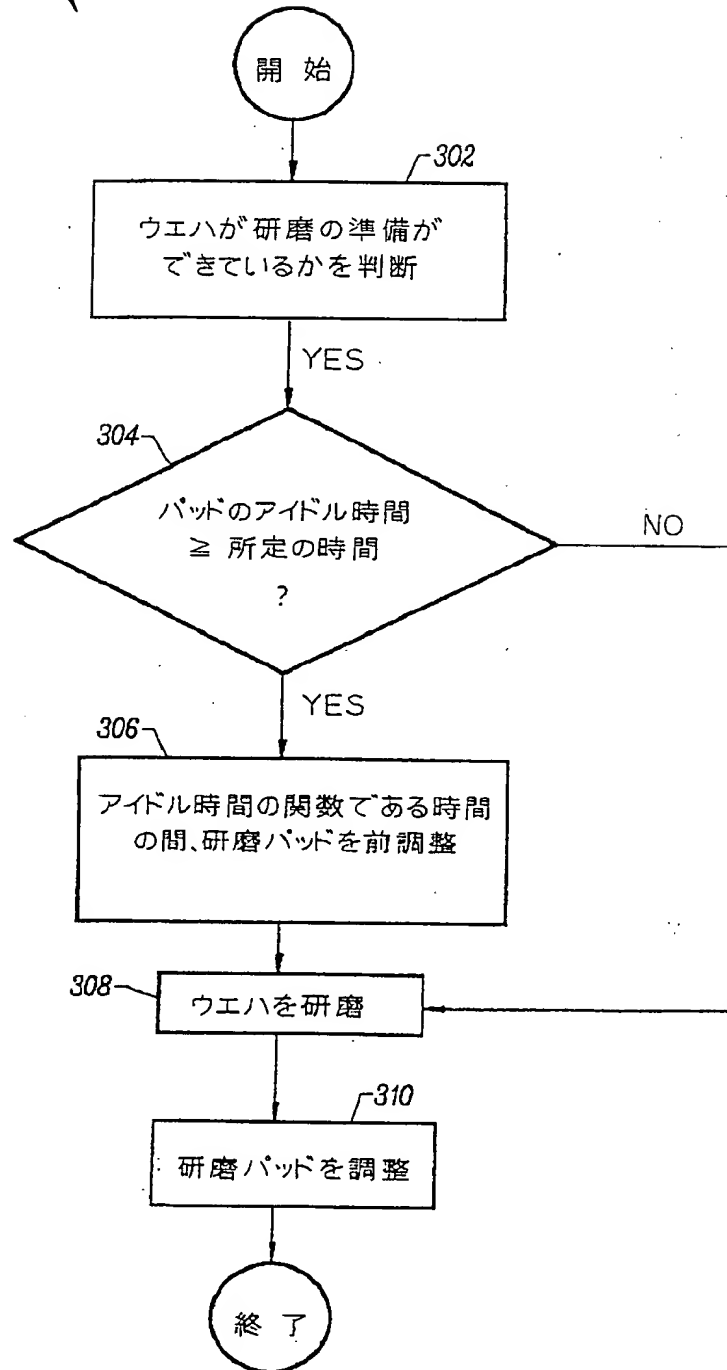 開始
302
ウエハが研磨の準備が
できているかを判断
YES
304
パッドのアイドル時間
≧ 所定の時間
?
NO
YES
306
アイドル時間の関数である時間
の間、研磨パッドを前調整
308
ウエハを研磨
310
研磨パッドを調整
終了